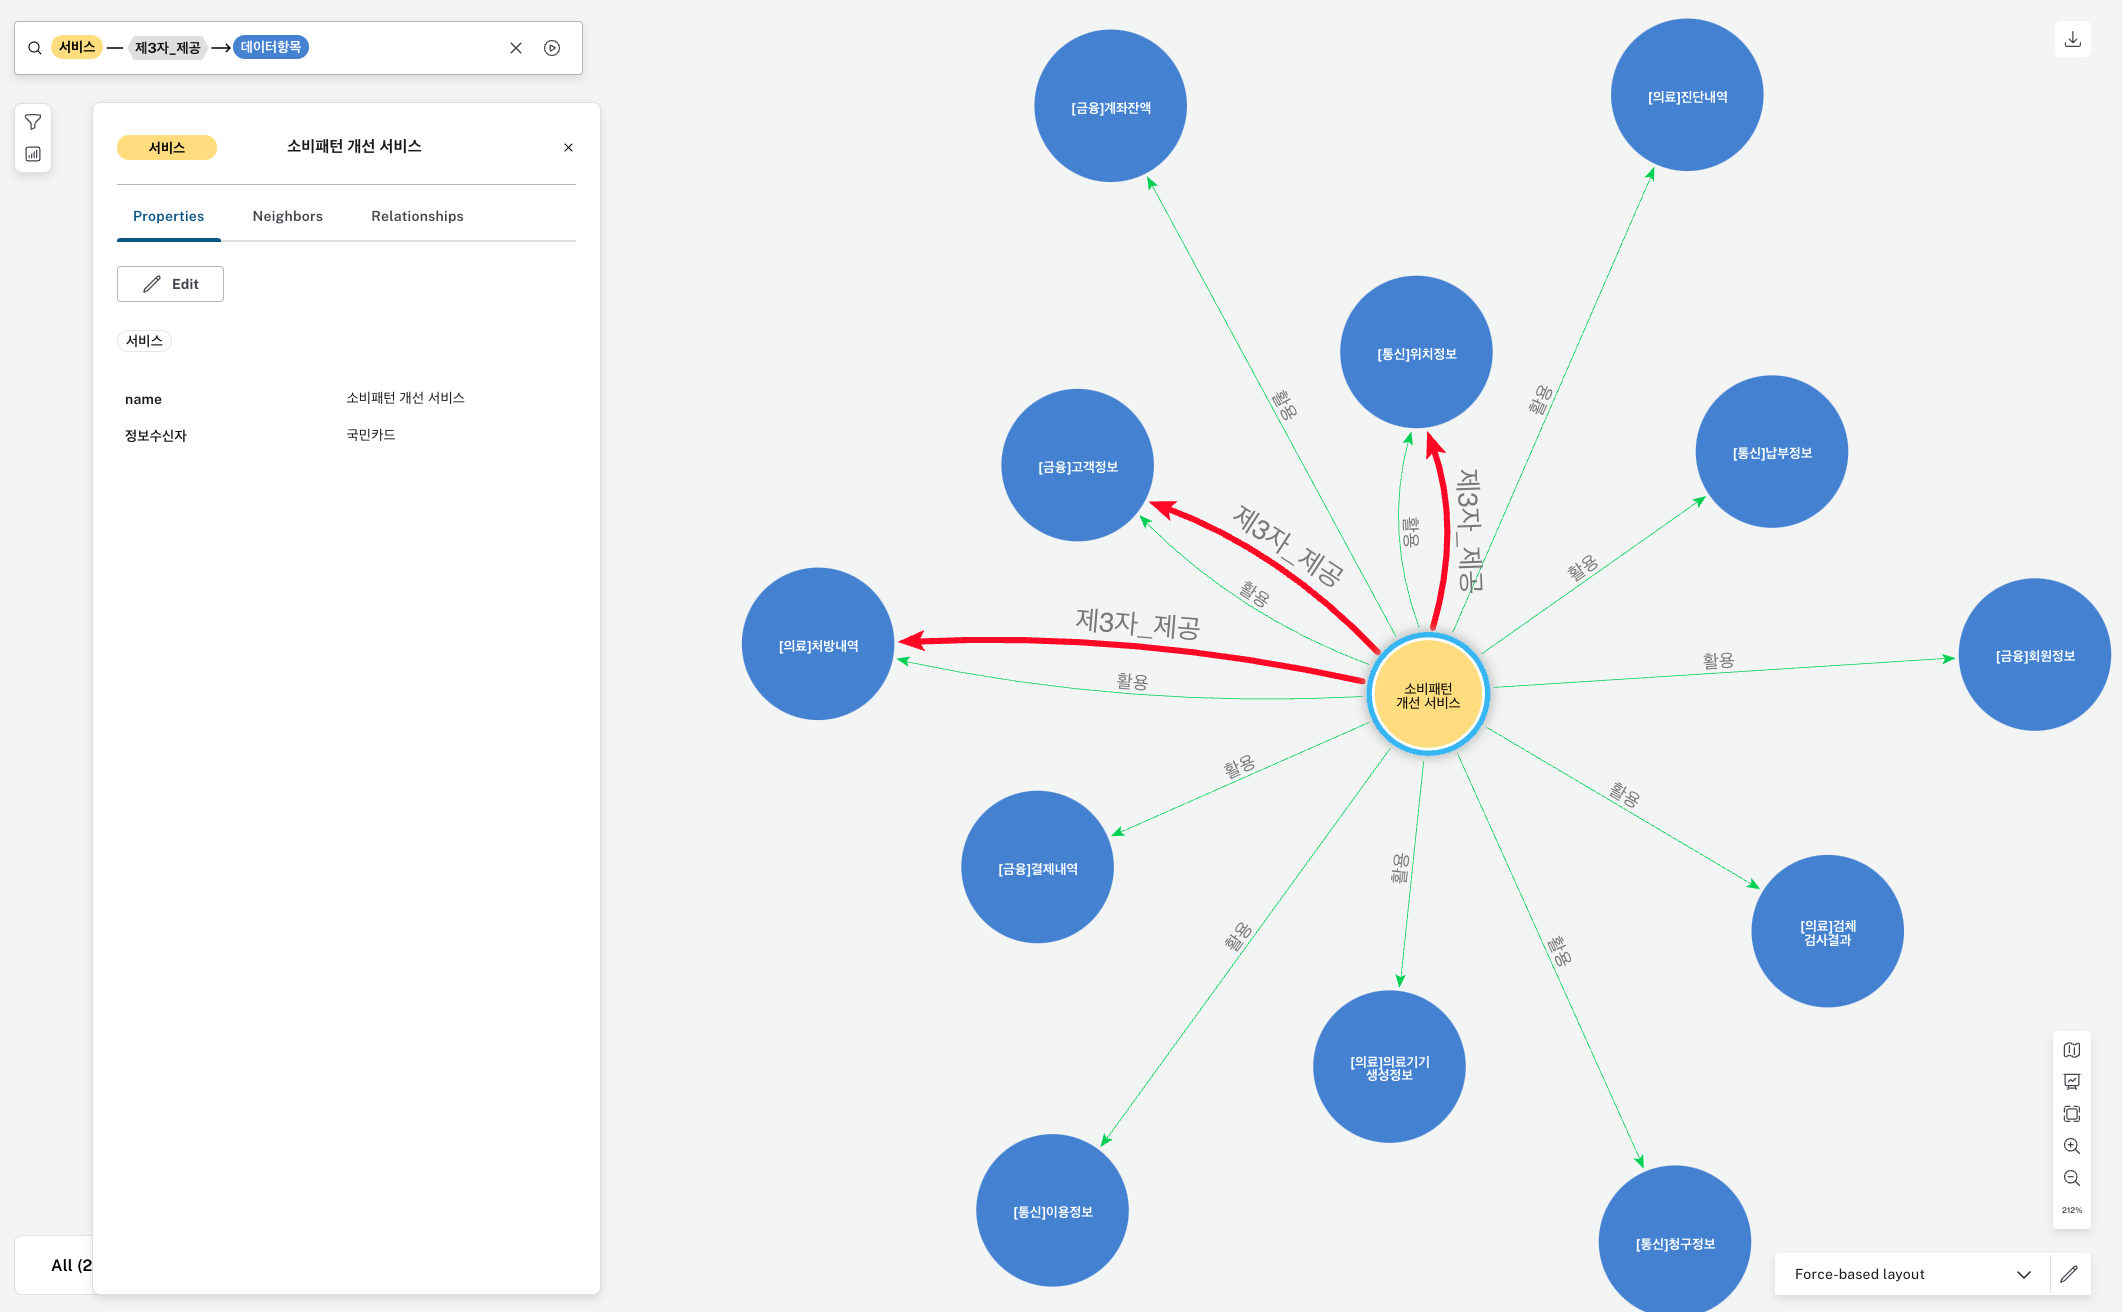 서비스 제3자_제공 데이터항목
서비스 소비패턴 개선 서비스
Properties Neighbors Relationships
Edit
서비스
name 소비패턴 개선 서비스
정보수신자 국민카드
All (2
[금융]계좌잔액
[의료]진단내역
[통신]위치정보
[금융]고객정보
[통신]납부정보
[의료]처방내역
[금융]회원정보
소비패턴
개선 서비스
[금융]결제내역
[의료]검체
검사결과
[의료]의료기기
생성정보
[통신]이용정보
[통신]청구정보
활용
활용
활용
제3자_제공
제3자_제공
활용
활용
제3자_제공
활용
활용
활용
활용
활용
활용
활용
212%
Force-based layout